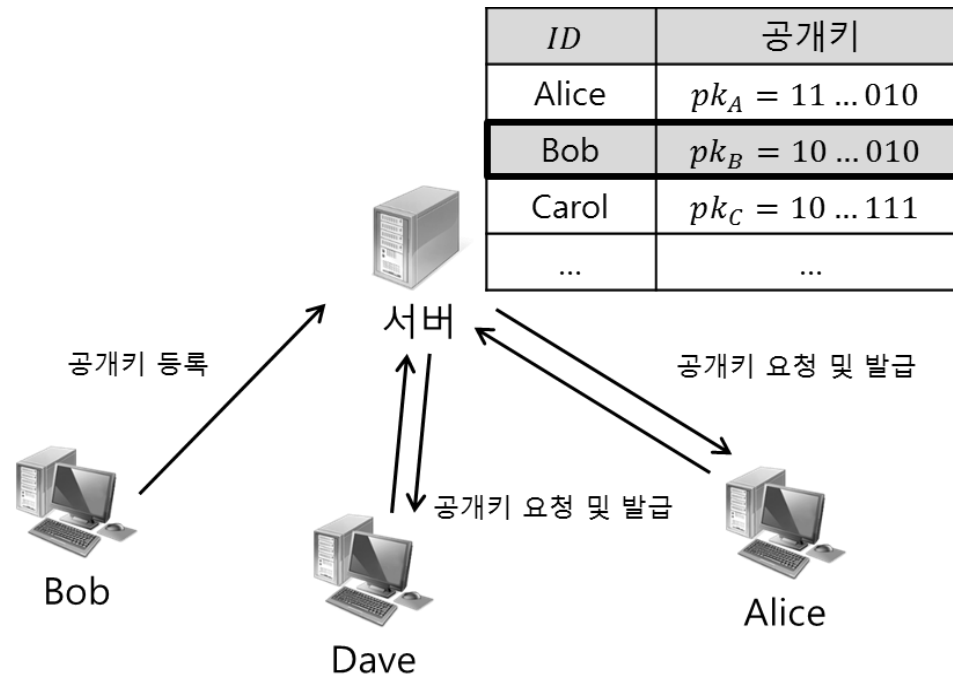 ID 공개키
Alice pk_A = 11 … 010
Bob pk_B = 10 … 010
Carol pk_C = 10 … 111
… …
서버
공개키 등록
공개키 요청 및 발급
공개키 요청 및 발급
Bob
Alice
Dave